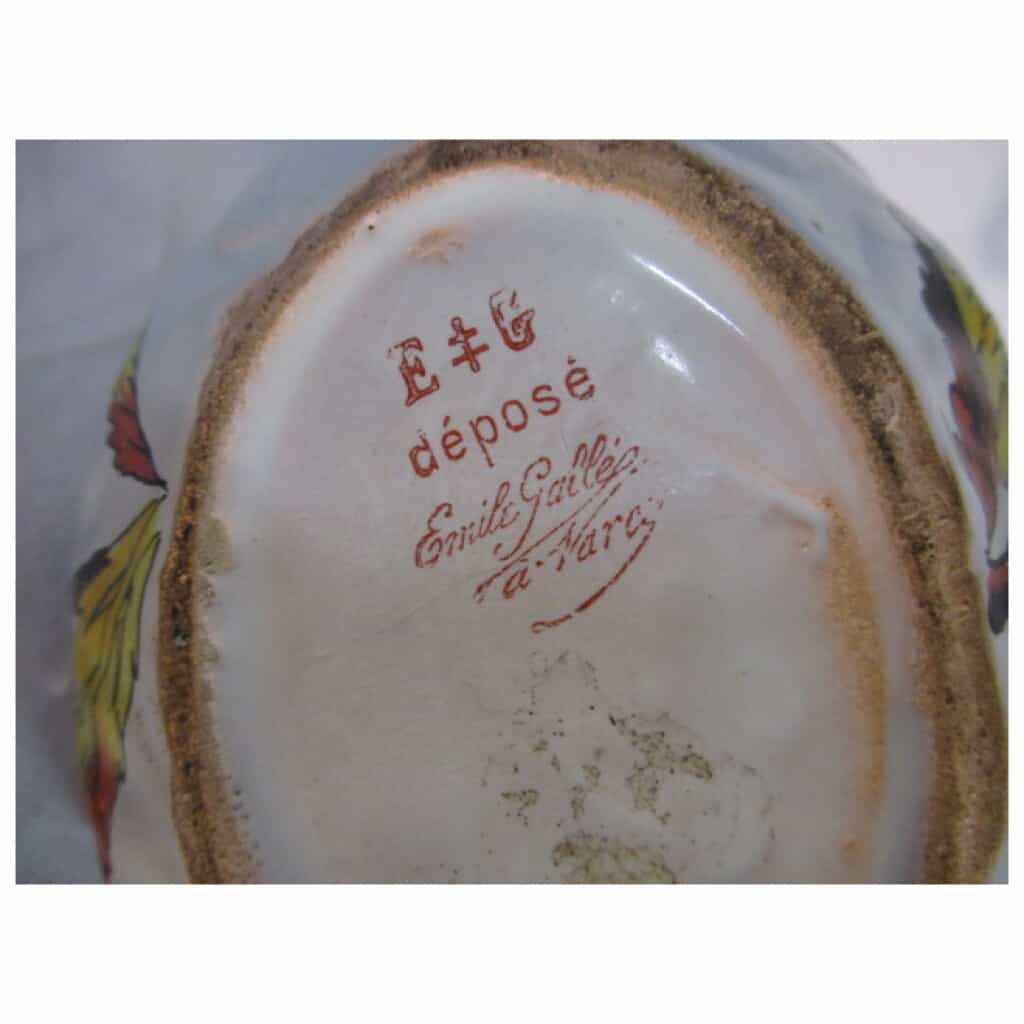 E ‡ G
déposé
Emile Gallé
à Nancy